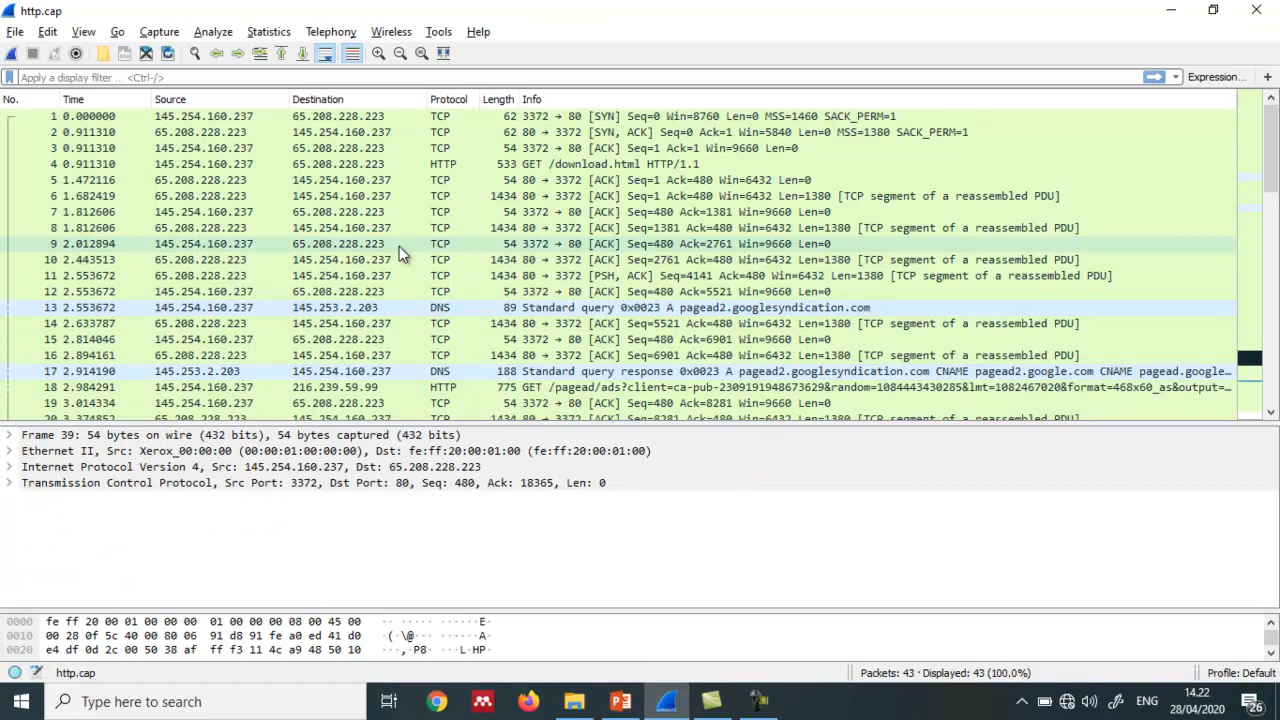 http.cap
File Edit View Go Capture Analyze Statistics Telephony Wireless Tools Help
Apply a display filter ... <Ctrl-/> Expression... +
No. Time Source Destination Protocol Length Info
1 0.000000 145.254.160.237 65.208.228.223 TCP 62 3372 → 80 [SYN] Seq=0 Win=8760 Len=0 MSS=1460 SACK_PERM=1
2 0.911310 65.208.228.223 145.254.160.237 TCP 62 80 → 3372 [SYN, ACK] Seq=0 Ack=1 Win=5840 Len=0 MSS=1380 SACK_PERM=1
3 0.911310 145.254.160.237 65.208.228.223 TCP 54 3372 → 80 [ACK] Seq=1 Ack=1 Win=9660 Len=0
4 0.911310 145.254.160.237 65.208.228.223 HTTP 533 GET /download.html HTTP/1.1
5 1.472116 65.208.228.223 145.254.160.237 TCP 54 80 → 3372 [ACK] Seq=1 Ack=480 Win=6432 Len=0
6 1.682419 65.208.228.223 145.254.160.237 TCP 1434 80 → 3372 [ACK] Seq=1 Ack=480 Win=6432 Len=1380 [TCP segment of a reassembled PDU]
7 1.812606 145.254.160.237 65.208.228.223 TCP 54 3372 → 80 [ACK] Seq=480 Ack=1381 Win=9660 Len=0
8 1.812606 65.208.228.223 145.254.160.237 TCP 1434 80 → 3372 [ACK] Seq=1381 Ack=480 Win=6432 Len=1380 [TCP segment of a reassembled PDU]
9 2.012894 145.254.160.237 65.208.228.223 TCP 54 3372 → 80 [ACK] Seq=480 Ack=2761 Win=9660 Len=0
10 2.443513 65.208.228.223 145.254.160.237 TCP 1434 80 → 3372 [ACK] Seq=2761 Ack=480 Win=6432 Len=1380 [TCP segment of a reassembled PDU]
11 2.553672 65.208.228.223 145.254.160.237 TCP 1434 80 → 3372 [PSH, ACK] Seq=4141 Ack=480 Win=6432 Len=1380 [TCP segment of a reassembled PDU]
12 2.553672 145.254.160.237 65.208.228.223 TCP 54 3372 → 80 [ACK] Seq=480 Ack=5521 Win=9660 Len=0
13 2.553672 145.254.160.237 145.253.2.203 DNS 89 Standard query 0x0023 A pagead2.googlesyndication.com
14 2.633787 65.208.228.223 145.254.160.237 TCP 1434 80 → 3372 [ACK] Seq=5521 Ack=480 Win=6432 Len=1380 [TCP segment of a reassembled PDU]
15 2.814046 145.254.160.237 65.208.228.223 TCP 54 3372 → 80 [ACK] Seq=480 Ack=6901 Win=9660 Len=0
16 2.894161 65.208.228.223 145.254.160.237 TCP 1434 80 → 3372 [ACK] Seq=6901 Ack=480 Win=6432 Len=1380 [TCP segment of a reassembled PDU]
17 2.914190 145.253.2.203 145.254.160.237 DNS 188 Standard query response 0x0023 A pagead2.googlesyndication.com CNAME pagead2.google.com CNAME pagead.google...
18 2.984291 145.254.160.237 216.239.59.99 HTTP 775 GET /pagead/ads?client=ca-pub-2309191948673629&random=1084443430285&lmt=1082467020&format=468x60_as&output=...
19 3.014334 145.254.160.237 65.208.228.223 TCP 54 3372 → 80 [ACK] Seq=480 Ack=8281 Win=9660 Len=0
20 3.374852 65.208.228.223 145.254.160.237 TCP 1434 80 → 3372 [ACK] Seq=8281 Ack=480 Win=6432 Len=1380 [TCP segment of a reassembled PDU]
Frame 39: 54 bytes on wire (432 bits), 54 bytes captured (432 bits)
Ethernet II, Src: Xerox_00:00:00 (00:00:01:00:00:00), Dst: fe:ff:20:00:01:00 (fe:ff:20:00:01:00)
Internet Protocol Version 4, Src: 145.254.160.237, Dst: 65.208.228.223
Transmission Control Protocol, Src Port: 3372, Dst Port: 80, Seq: 480, Ack: 18365, Len: 0
0000 fe ff 20 00 01 00 00 00 01 00 00 00 08 00 45 00 ·· ····· ······E·
0010 00 28 0f 5c 40 00 80 06 91 d8 91 fe a0 ed 41 d0 ·(·\@··· ······A·
0020 e4 df 0d 2c 00 50 38 af ff f3 11 4c a9 48 50 10 ···,·P8· ···L·HP·
http.cap Packets: 43 · Displayed: 43 (100.0%) Profile: Default
Type here to search ENG 14.22
28/04/2020 26